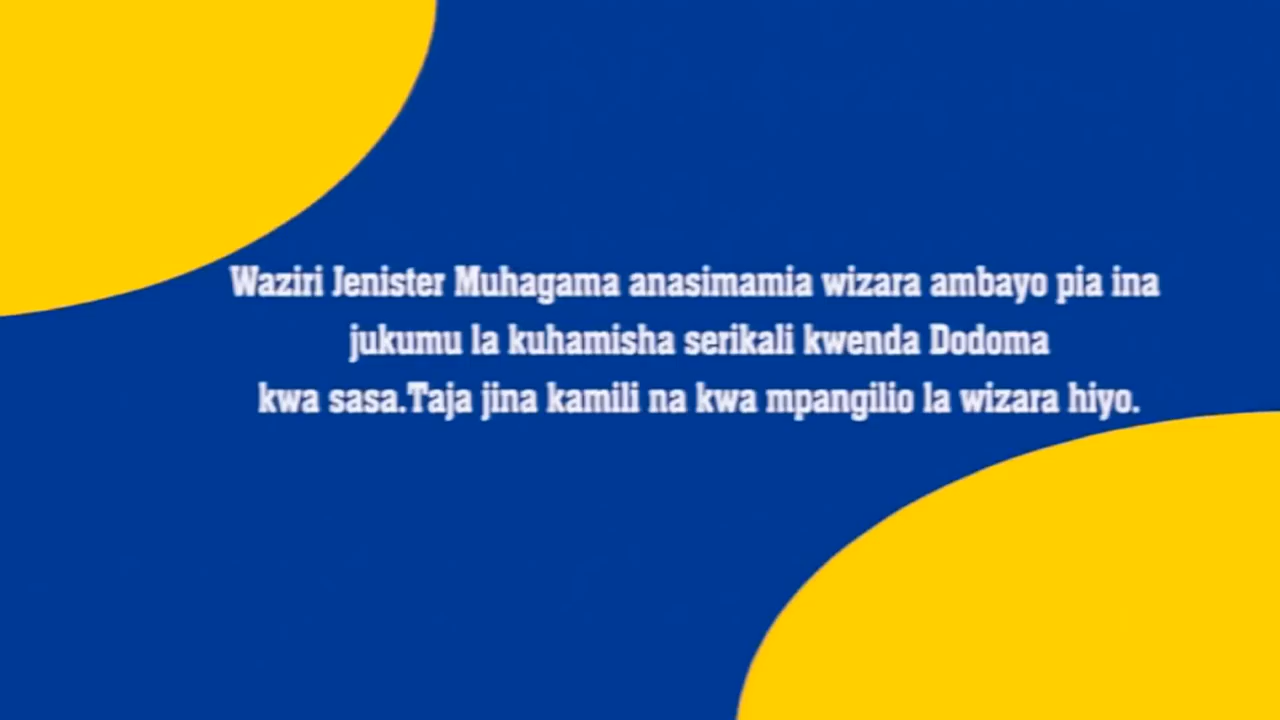 Waziri Jenister Muhagama anasimamia wizara ambayo pia ina
jukumu la kuhamisha serikali kwenda Dodoma
kwa sasa.Taja jina kamili na kwa mpangilio la wizara hiyo.